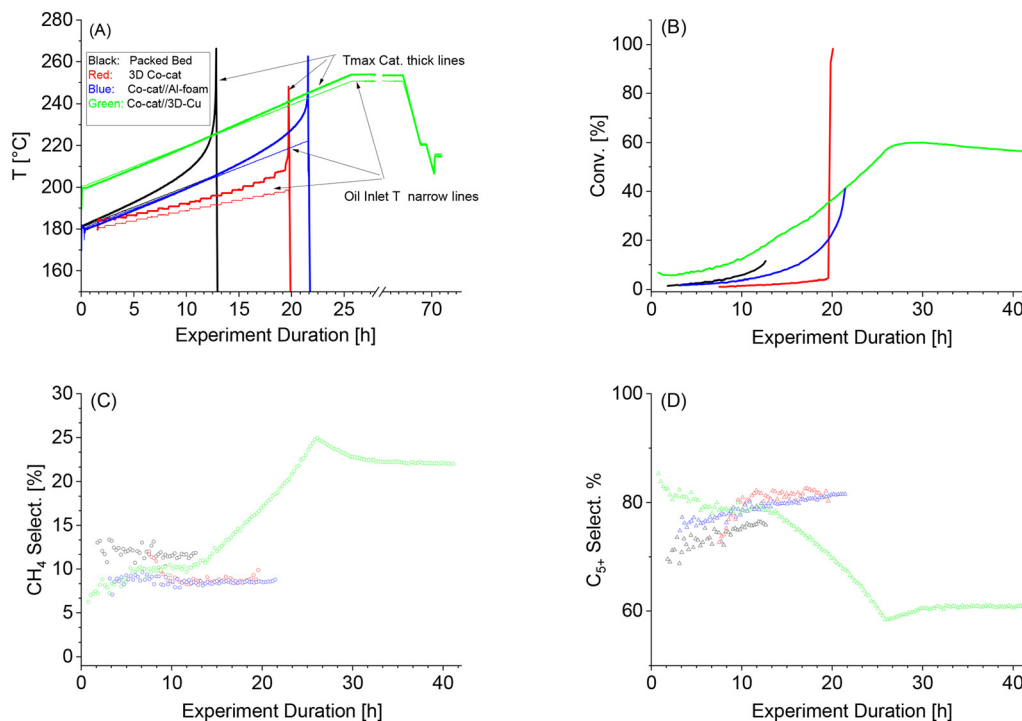 (A)
280
260
240
220
200
180
160
T [°C]
Black: Packed Bed
Red: 3D Co-cat
Blue: Co-cat//Al-foam
Green: Co-cat//3D-Cu
Tmax Cat. thick lines
Oil Inlet T narrow lines
0 5 10 15 20 25 70
Experiment Duration [h]
(B)
100
80
60
40
20
0
Conv. [%]
0 10 20 30 40
Experiment Duration [h]
(C)
30
25
20
15
10
5
0
CH4 Select. [%]
0 10 20 30 40
Experiment Duration [h]
(D)
100
80
60
C5+ Select. %
0 10 20 30 40
Experiment Duration [h]